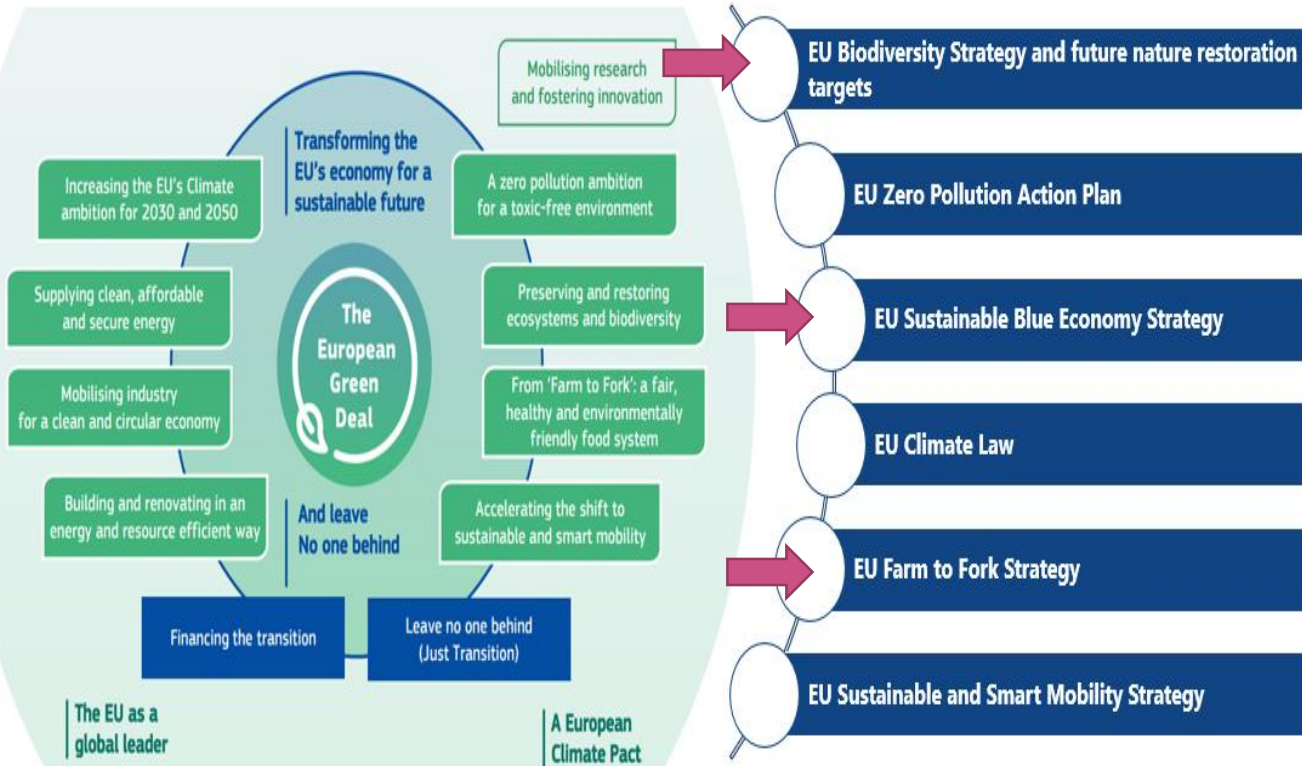 Mobilising research
and fostering innovation
Transforming the
EU's economy for a
sustainable future
Increasing the EU's Climate
ambition for 2030 and 2050
Supplying clean, affordable
and secure energy
Mobilising industry
for a clean and circular economy
Building and renovating in an
energy and resource efficient way
The
European
Green
Deal
A zero pollution ambition
for a toxic-free environment
Preserving and restoring
ecosystems and biodiversity
From 'Farm to Fork': a fair,
healthy and environmentally
friendly food system
Accelerating the shift to
sustainable and smart mobility
And leave
No one behind
Financing the transition
Leave no one behind
(Just Transition)
The EU as a
global leader
A European
Climate Pact
EU Biodiversity Strategy and future nature restoration
targets
EU Zero Pollution Action Plan
EU Sustainable Blue Economy Strategy
EU Climate Law
EU Farm to Fork Strategy
EU Sustainable and Smart Mobility Strategy